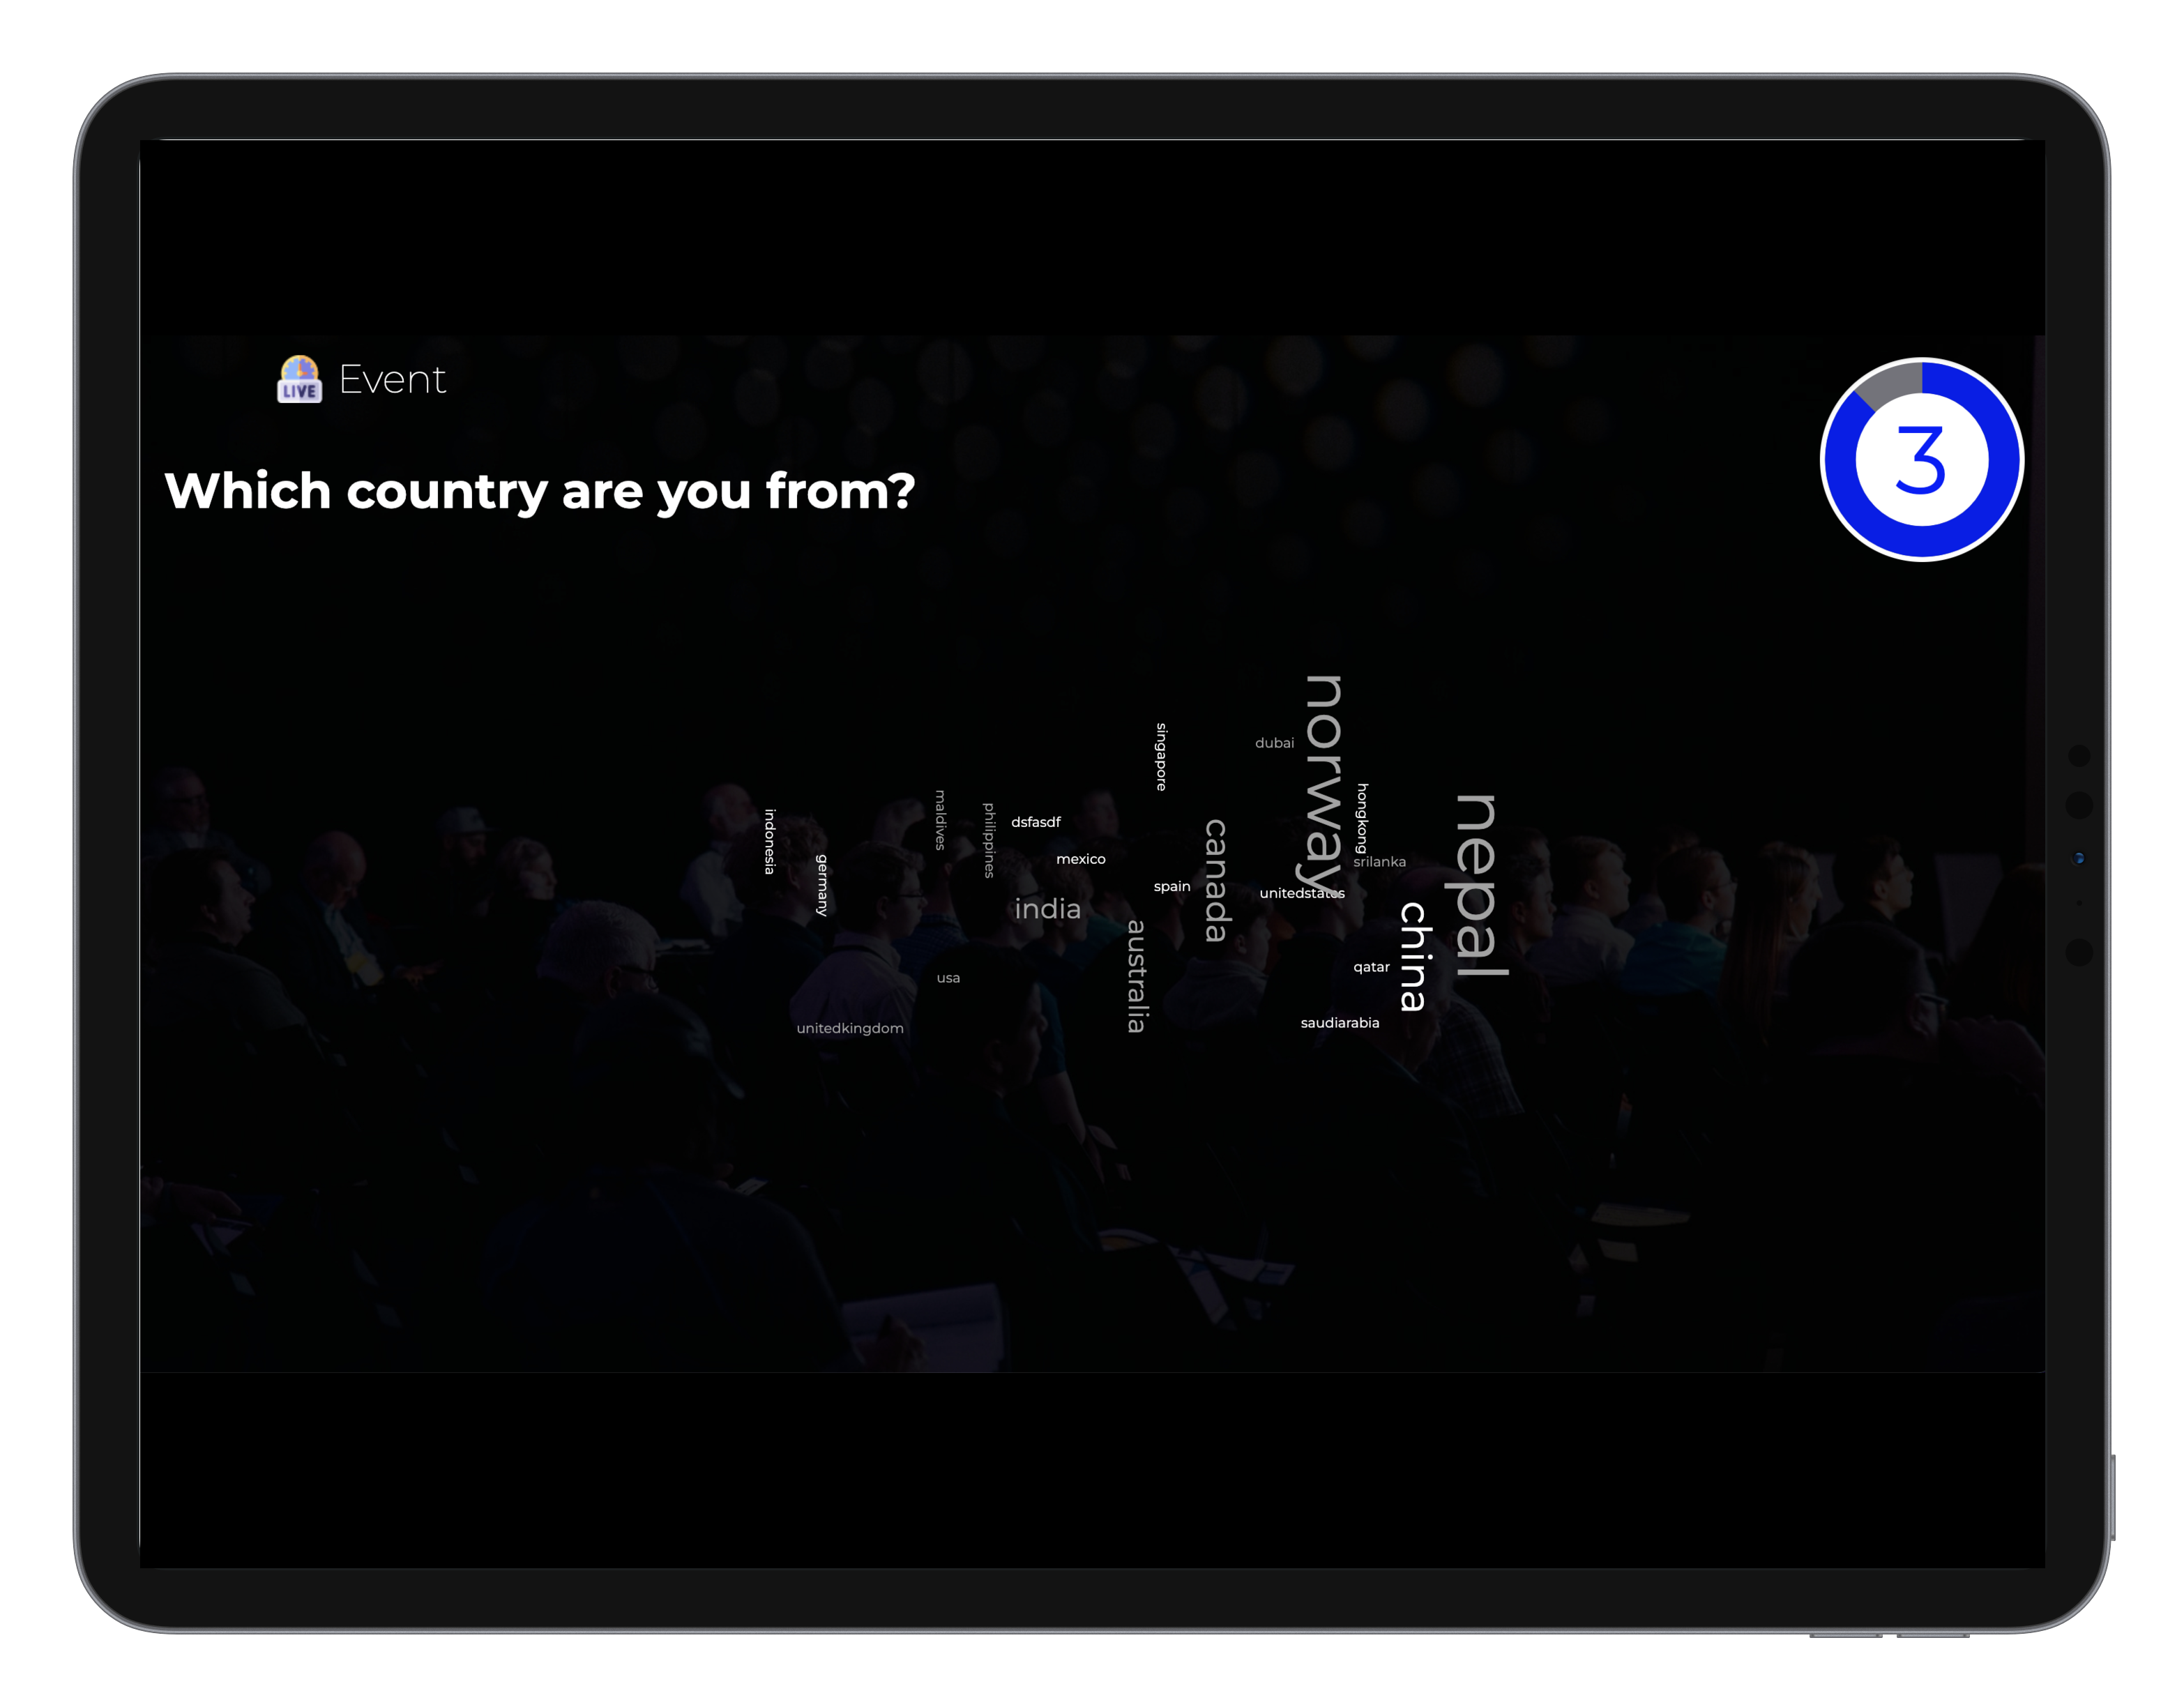 LIVE
Event
3
Which country are you from?
norway
singapore
dubai
hongkong
maldives
nepal
philippines
indonesia
dsfasdf
canada
germany
mexico
srilanka
spain
unitedstates
india
china
australia
qatar
usa
saudiarabia
unitedkingdom